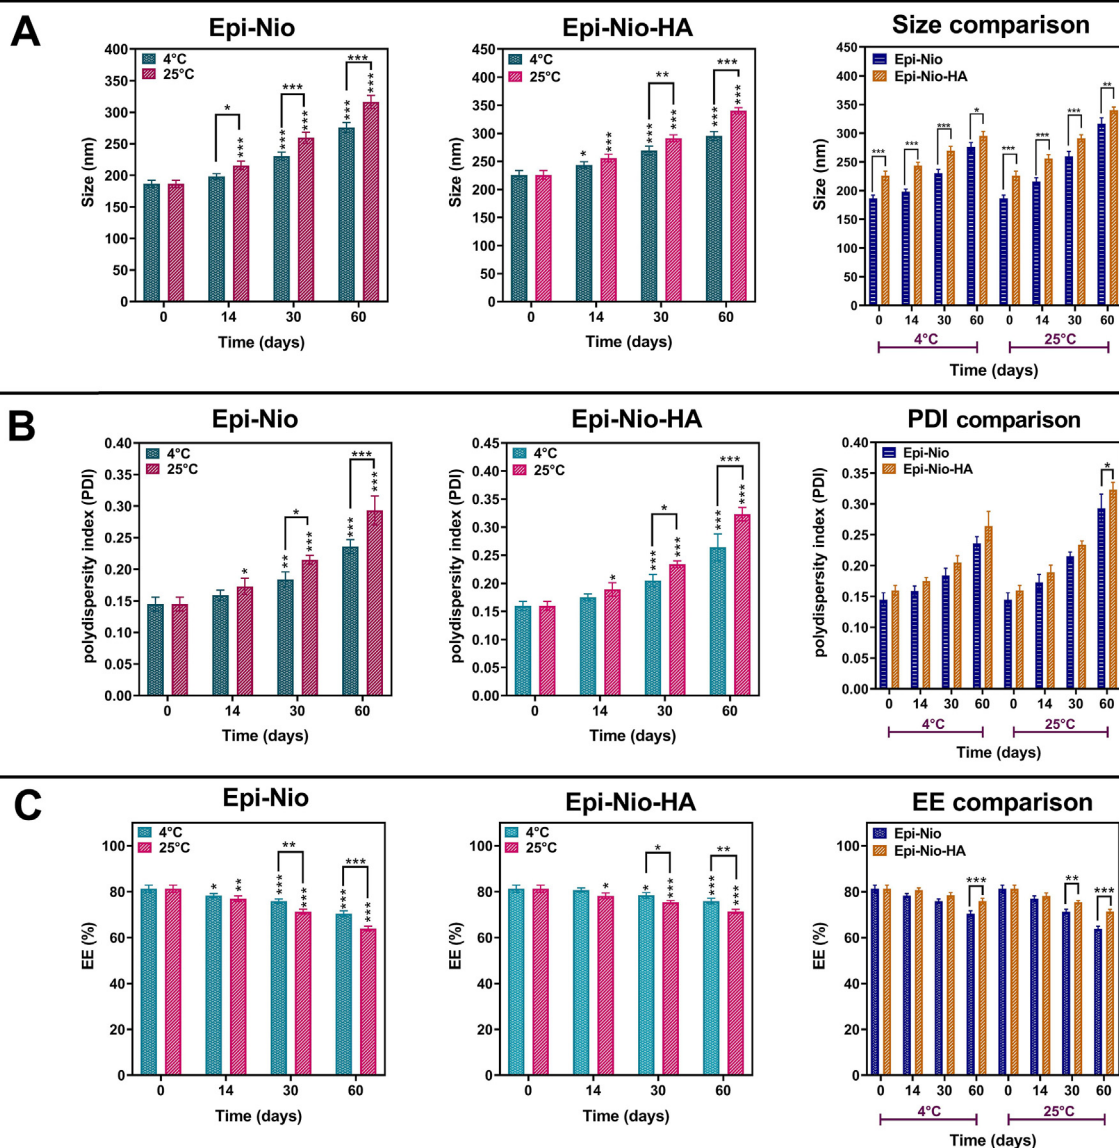 A
Epi-Nio
400
350
300
250
200
150
100
50
0
Size (nm)
4°C
25°C
*
***
***
***
***
***
***
***
0 14 30 60
Time (days)
Epi-Nio-HA
450
400
350
300
250
200
150
100
50
0
Size (nm)
4°C
25°C
*
***
***
***
**
***
***
***
0 14 30 60
Time (days)
Size comparison
450
400
350
300
250
200
150
100
50
0
Size (nm)
Epi-Nio
Epi-Nio-HA
***
***
***
*
***
***
***
**
0 14 30 60 0 14 30 60
4°C 25°C
Time (days)
B
Epi-Nio
0.40
0.35
0.30
0.25
0.20
0.15
0.10
0.05
0.00
polydispersity index (PDI)
4°C
25°C
*
**
***
*
***
***
***
0 14 30 60
Time (days)
Epi-Nio-HA
0.45
0.40
0.35
0.30
0.25
0.20
0.15
0.10
0.05
0.00
polydispersity index (PDI)
4°C
25°C
*
***
***
*
***
***
***
0 14 30 60
Time (days)
PDI comparison
0.40
0.35
0.30
0.25
0.20
0.15
0.10
0.05
0.00
polydispersity index (PDI)
Epi-Nio
Epi-Nio-HA
*
0 14 30 60 0 14 30 60
4°C 25°C
Time (days)
C
Epi-Nio
100
80
60
40
20
0
EE (%)
4°C
25°C
*
**
***
***
**
***
***
***
0 14 30 60
Time (days)
Epi-Nio-HA
100
80
60
40
20
0
EE (%)
4°C
25°C
*
*
***
*
***
***
**
0 14 30 60
Time (days)
EE comparison
100
80
60
40
20
0
EE (%)
Epi-Nio
Epi-Nio-HA
***
**
***
0 14 30 60 0 14 30 60
4°C 25°C
Time (days)